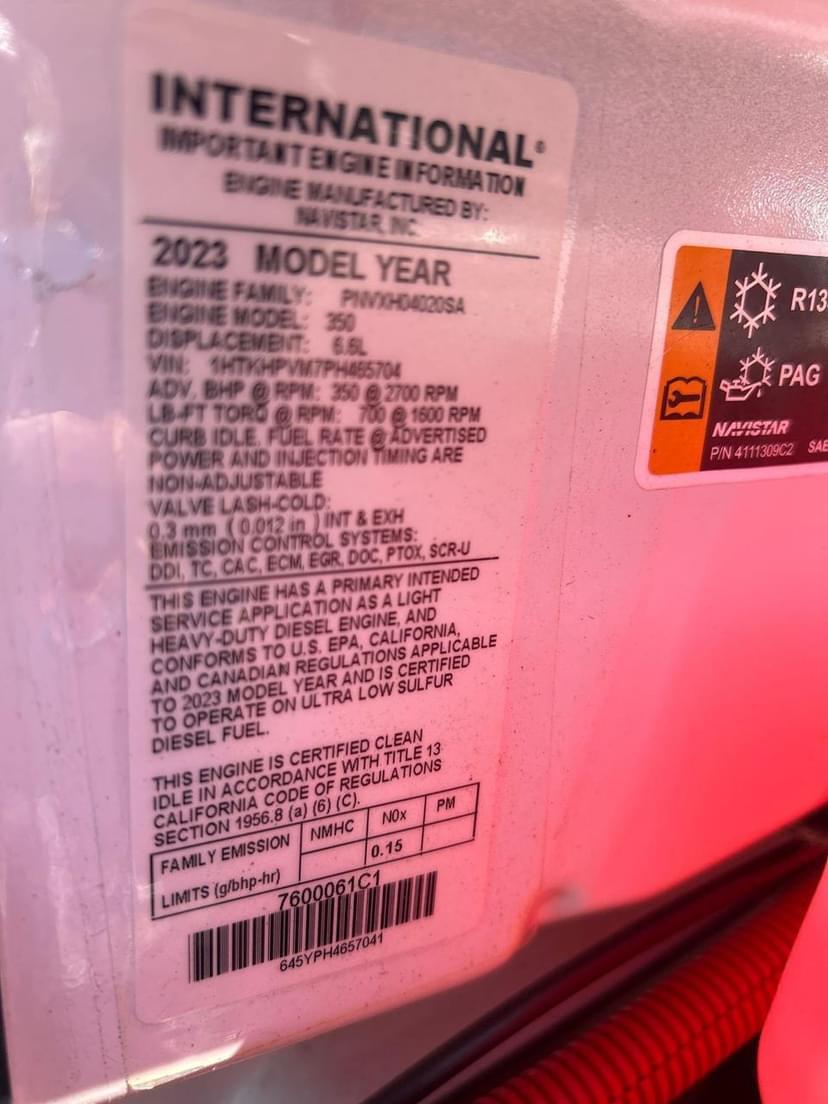 INTERNATIONAL®
IMPORTANT ENGINE INFORMATION
ENGINE MANUFACTURED BY:
NAVISTAR, INC.
2023 MODEL YEAR
ENGINE FAMILY: PNVXH04020SA
ENGINE MODEL: 350
DISPLACEMENT: 6.6L
VIN: 1HTKHPVM7PH465704
ADV. BHP @ RPM: 350 @ 2700 RPM
LB-FT TORQ @ RPM: 700 @ 1600 RPM
CURB IDLE, FUEL RATE @ ADVERTISED
POWER AND INJECTION TIMING ARE
NON-ADJUSTABLE
VALVE LASH-COLD:
0.3 mm (0.012 in ) INT & EXH
EMISSION CONTROL SYSTEMS:
DDI, TC, CAC, ECM, EGR, DOC, PTOX, SCR-U
THIS ENGINE HAS A PRIMARY INTENDED
SERVICE APPLICATION AS A LIGHT
HEAVY-DUTY DIESEL ENGINE, AND
CONFORMS TO U.S. EPA, CALIFORNIA,
AND CANADIAN REGULATIONS APPLICABLE
TO 2023 MODEL YEAR AND IS CERTIFIED
TO OPERATE ON ULTRA LOW SULFUR
DIESEL FUEL.
THIS ENGINE IS CERTIFIED CLEAN
IDLE IN ACCORDANCE WITH TITLE 13
CALIFORNIA CODE OF REGULATIONS
SECTION 1956.8 (a) (6) (C).
FAMILY EMISSION NMHC N0x PM
LIMITS (g/bhp-hr) 0.15
7600061C1
645YPH4657041
R13
PAG
NAVISTAR
P/N 4111309C2 SAE